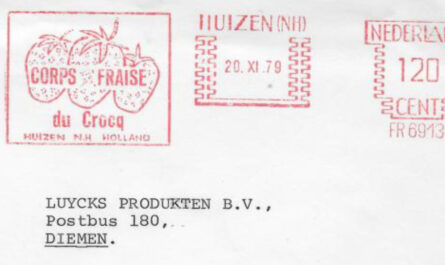 CORPS FRAISE
du Crocq
HUIZEN N.H HOLLAND
HUIZEN (NH)
20. XI. 79
NEDERLA
120
CENT
FR 6913
LUYCKS PRODUKTEN B.V.,
Postbus 180,
DIEMEN.